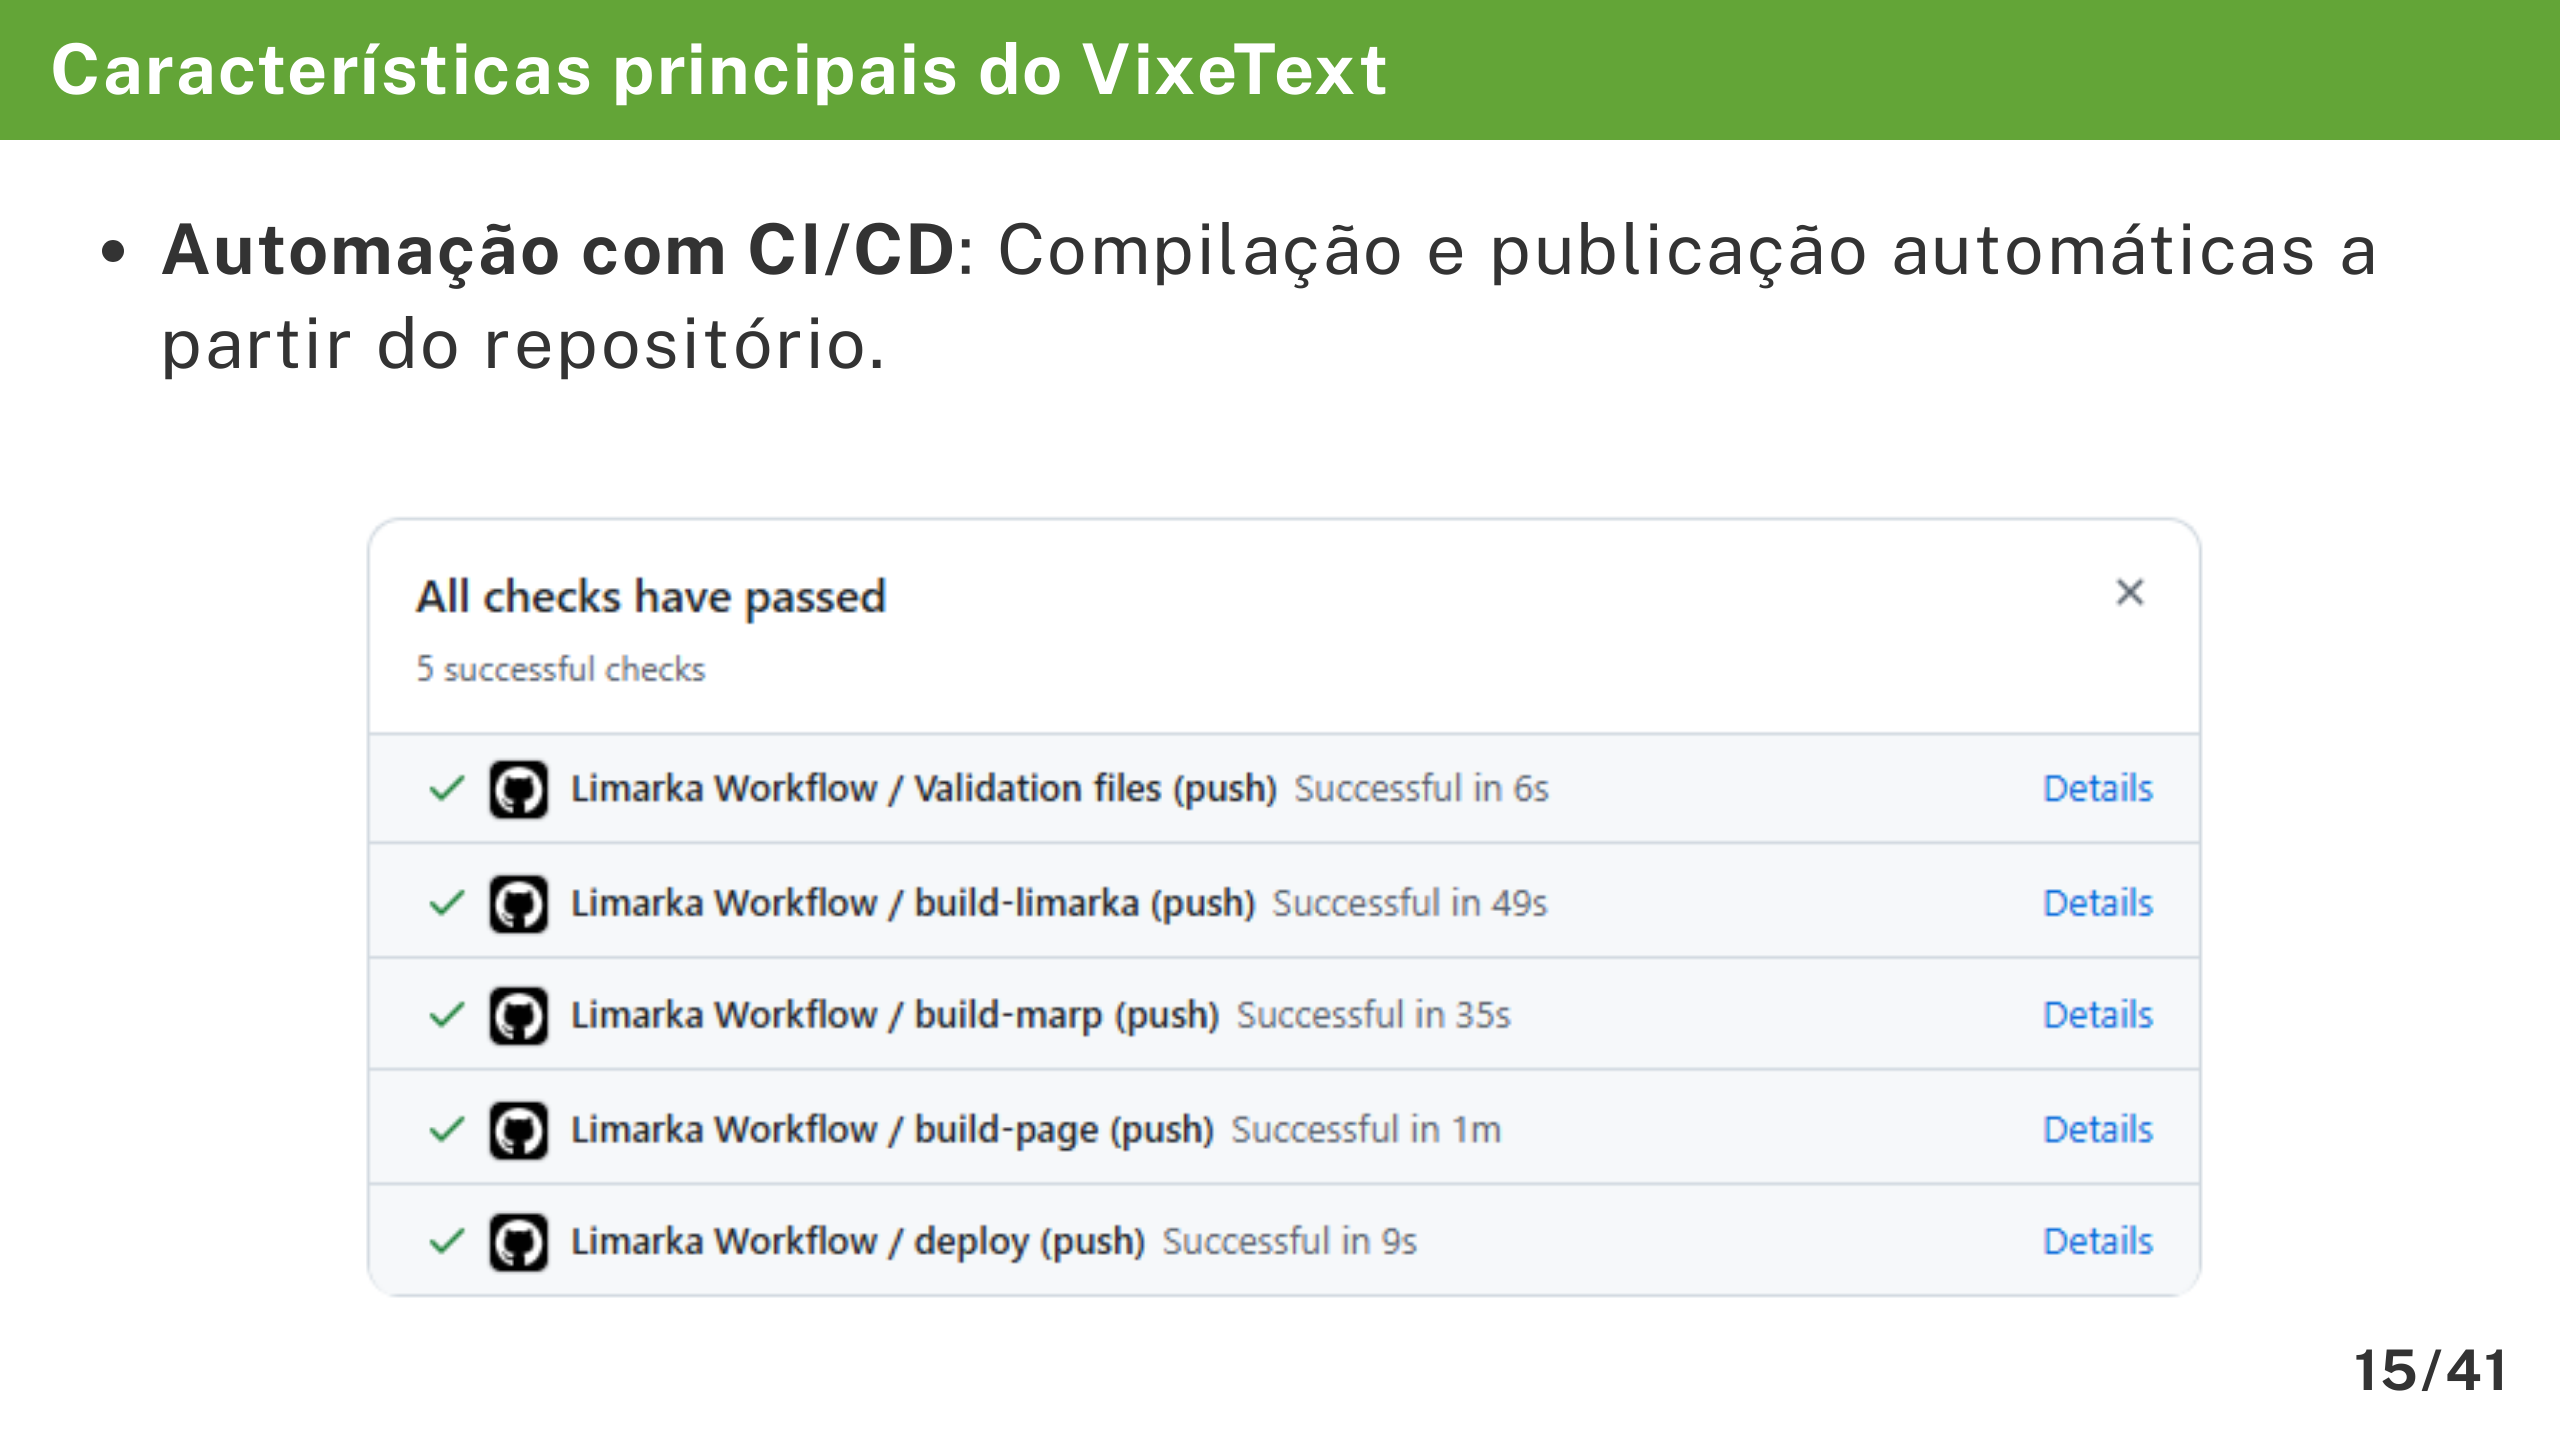 Características principais do VixeText
• Automação com CI/CD: Compilação e publicação automáticas a
partir do repositório.
All checks have passed
5 successful checks
Limarka Workflow / Validation files (push) Successful in 6s Details
Limarka Workflow / build-limarka (push) Successful in 49s Details
Limarka Workflow / build-marp (push) Successful in 35s Details
Limarka Workflow / build-page (push) Successful in 1m Details
Limarka Workflow / deploy (push) Successful in 9s Details
15/41